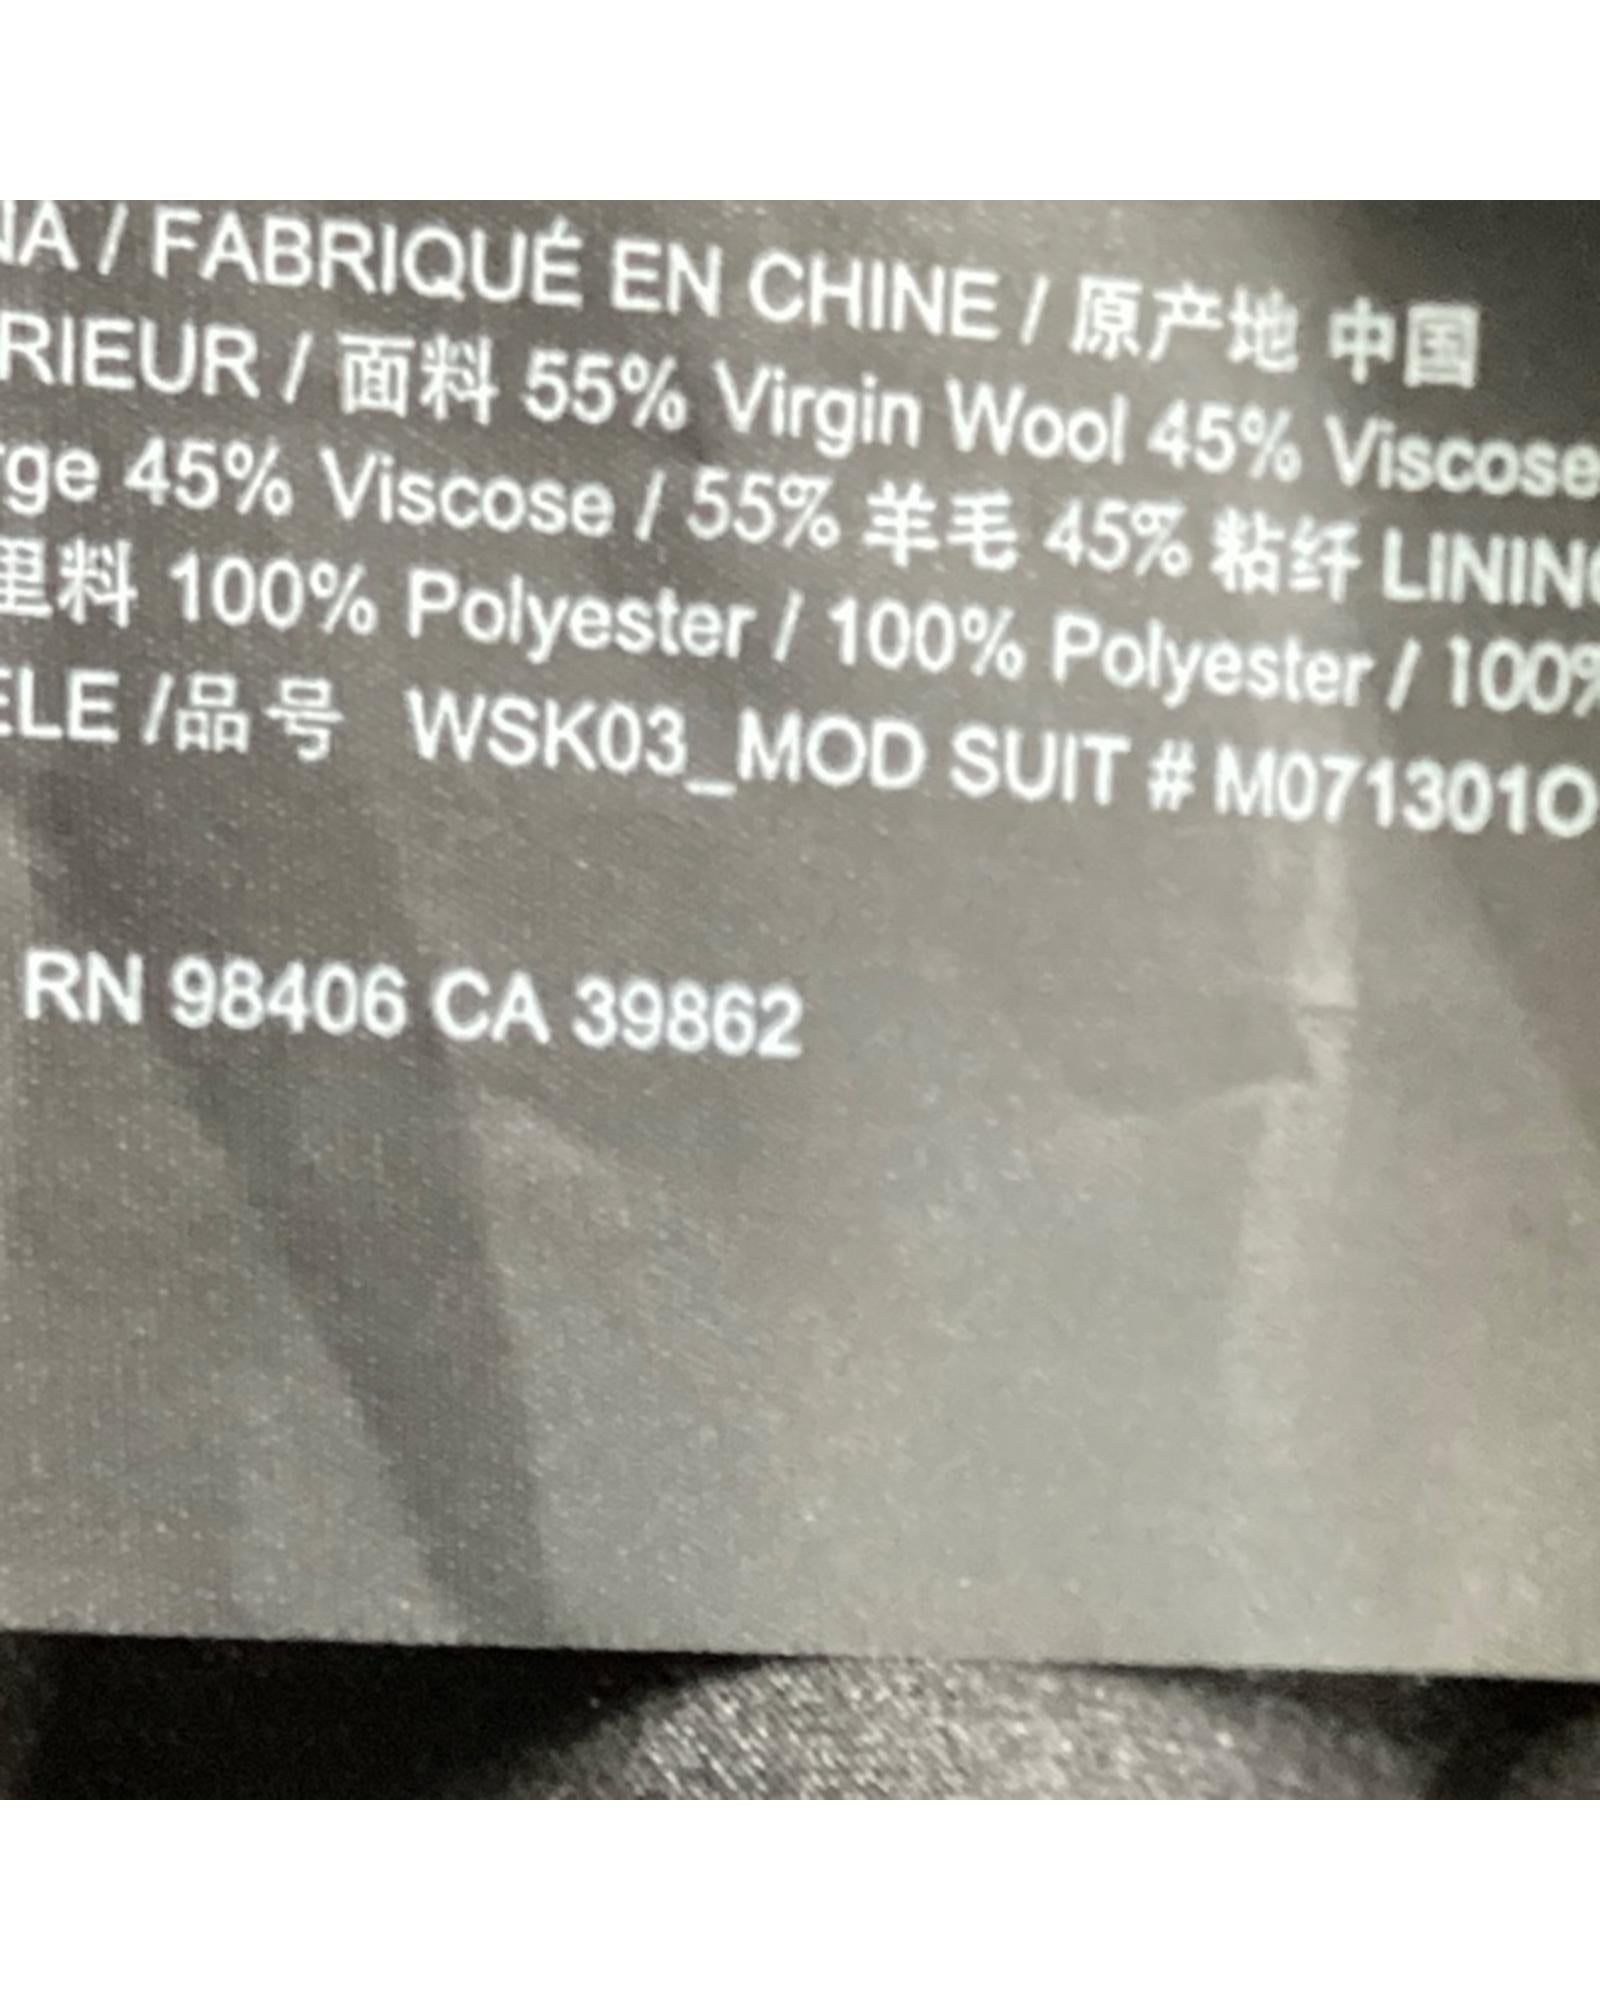 NA / FABRIQUÉ EN CHINE / 原产地 中国
RIEUR / 面料 55% Virgin Wool 45% Viscose
rge 45% Viscose / 55% 羊毛 45% 粘纤 LINING
里料 100% Polyester / 100% Polyester / 100%
ELE /品号 WSK03_MOD SUIT # M071301O
RN 98406 CA 39862